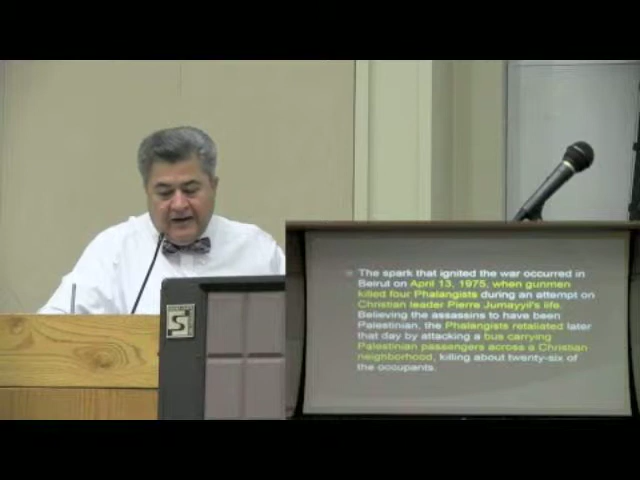 The spark that ignited the war occurred in
Beirut on April 13, 1975, when gunmen
killed four Phalangists during an attempt on
Christian leader Pierre Jumayyil's life.
Believing the assassins to have been
Palestinian, the Phalangists retaliated later
that day by attacking a bus carrying
Palestinian passengers across a Christian
neighborhood, killing about twenty-six of
the occupants.
S